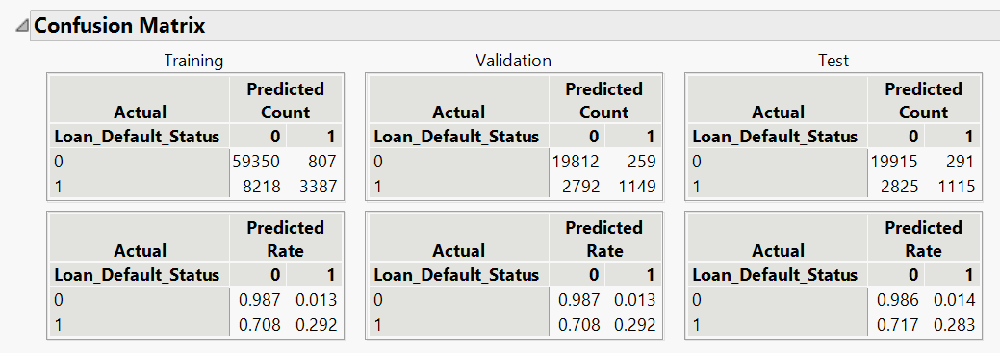 Confusion Matrix
Training Validation Test
Predicted Predicted Predicted
Actual Count Actual Count Actual Count
Loan_Default_Status 0 1 Loan_Default_Status 0 1 Loan_Default_Status 0 1
0 59350 807 0 19812 259 0 19915 291
1 8218 3387 1 2792 1149 1 2825 1115
Predicted Predicted Predicted
Actual Rate Actual Rate Actual Rate
Loan_Default_Status 0 1 Loan_Default_Status 0 1 Loan_Default_Status 0 1
0 0.987 0.013 0 0.987 0.013 0 0.986 0.014
1 0.708 0.292 1 0.708 0.292 1 0.717 0.283